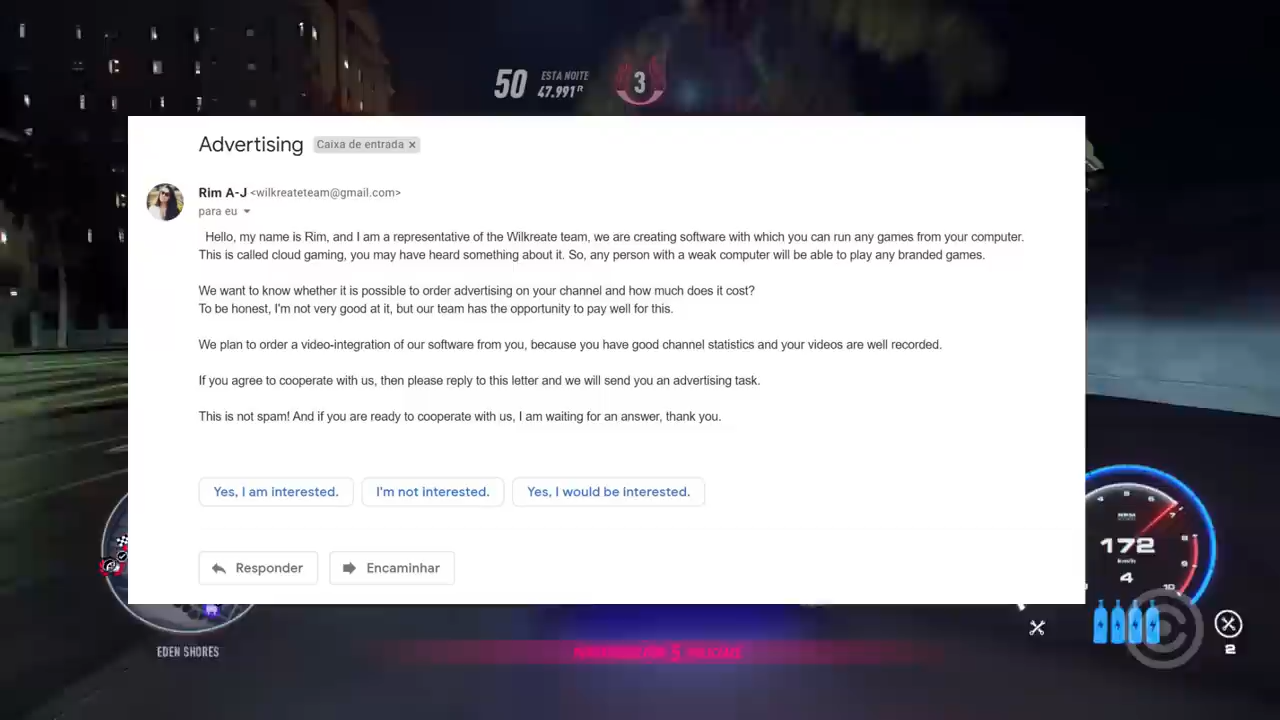 50 ESTA NOITE
47.991 R
3
Advertising Caixa de entrada ×
Rim A-J <wilkreateteam@gmail.com>
para eu
Hello, my name is Rim, and I am a representative of the Wilkreate team, we are creating software with which you can run any games from your computer.
This is called cloud gaming, you may have heard something about it. So, any person with a weak computer will be able to play any branded games.
We want to know whether it is possible to order advertising on your channel and how much does it cost?
To be honest, I'm not very good at it, but our team has the opportunity to pay well for this.
We plan to order a video-integration of our software from you, because you have good channel statistics and your videos are well recorded.
If you agree to cooperate with us, then please reply to this letter and we will send you an advertising task.
This is not spam! And if you are ready to cooperate with us, I am waiting for an answer, thank you.
Yes, I am interested. I'm not interested. Yes, I would be interested.
Responder Encaminhar
4 5 6 7 8 9 10
RPM
172
km/h
4
2
EDEN SHORES